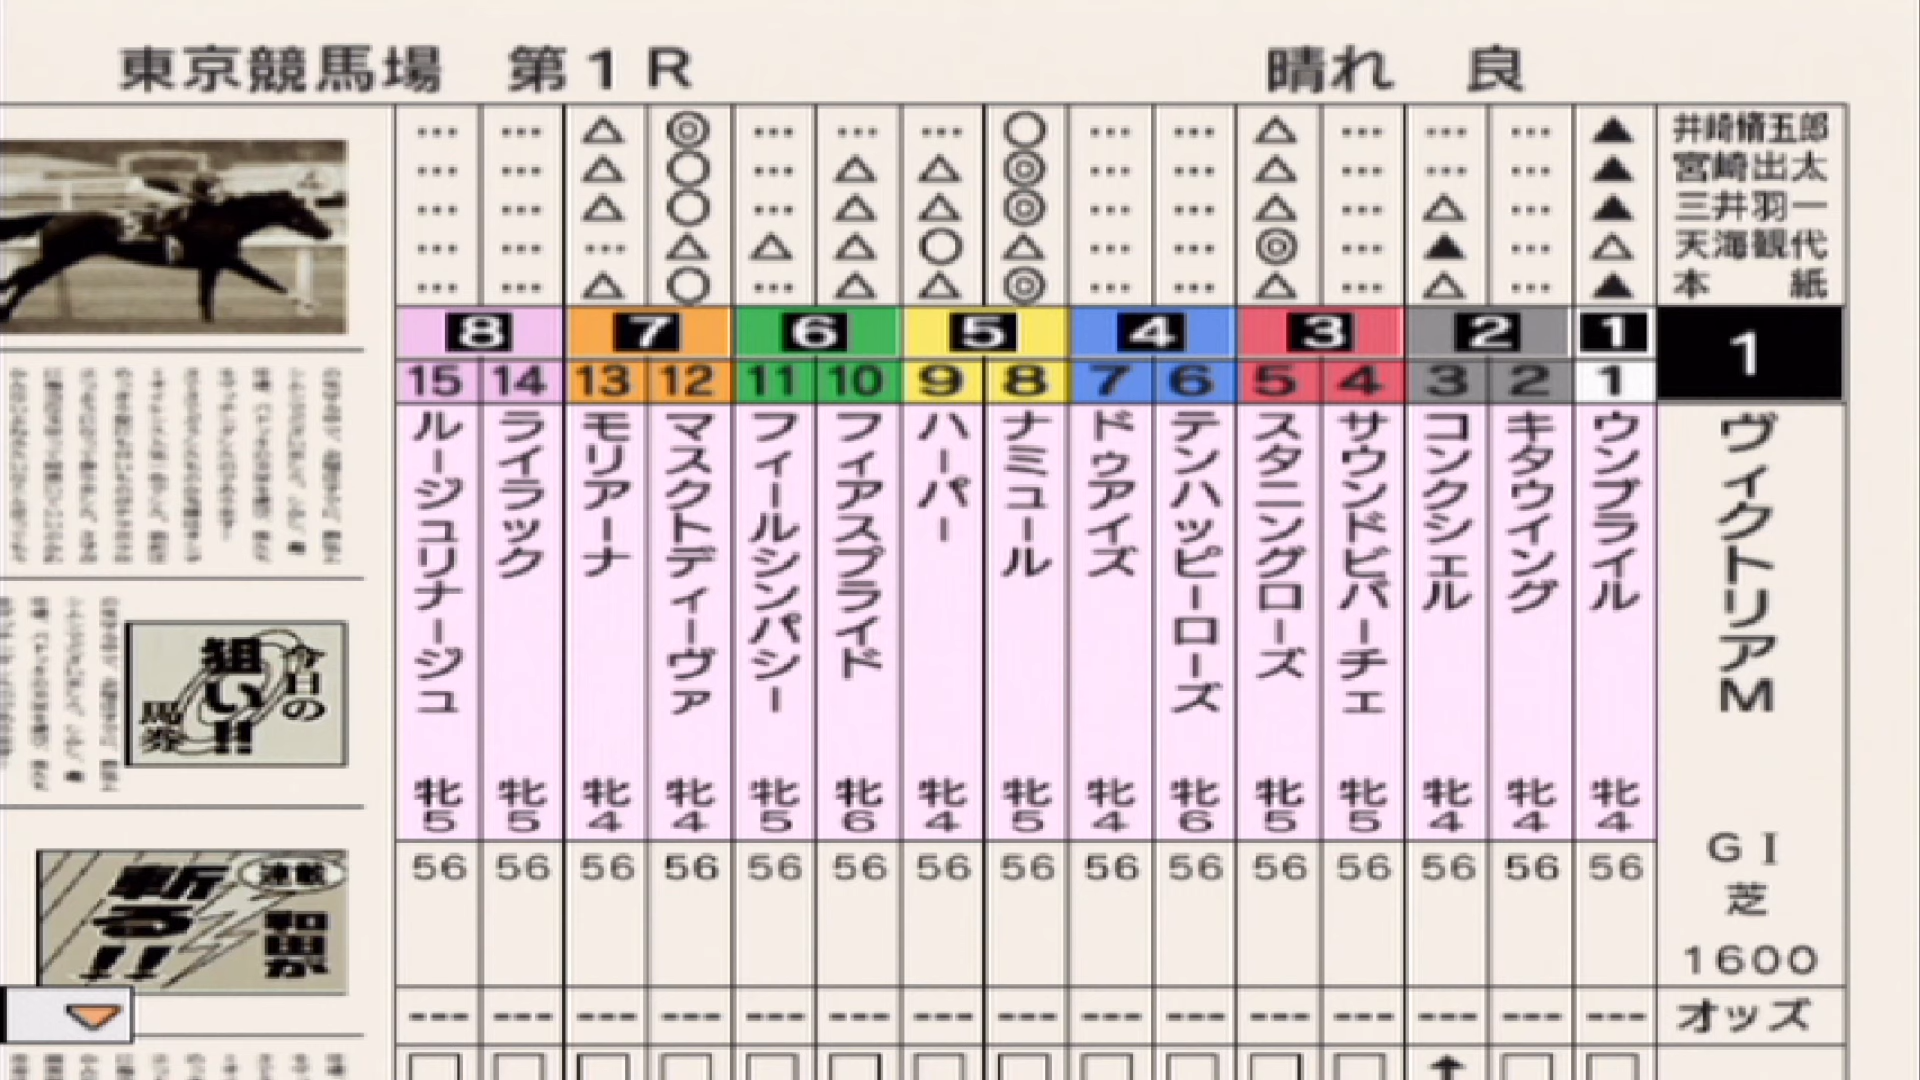 東京競馬場 第1R 晴れ 良
井崎脩五郎 ▲ … … … △ … … ○ … … … ◎ △ … …
宮崎出太 ▲ … … … △ … … ◎ △ △ … ○ △ … …
三井羽一 ▲ … △ … △ … … ◎ △ △ … ○ △ … …
天海観代 △ … ▲ … ◎ … … △ ○ △ △ △ … … …
本紙 ▲ … △ … △ … … ◎ △ △ … ○ △ … …
1
ヴィクトリアM
GI
芝
1600
オッズ
1 1 ウンブライル 牝4 56 ---
2 2 キタウイング 牝4 56 ---
3 コンクシェル 牝4 56 ---
3 4 サウンドビバーチェ 牝5 56 ---
5 スタニングローズ 牝5 56 ---
4 6 テンハッピーローズ 牝6 56 ---
7 ドゥアイズ 牝4 56 ---
5 8 ナミュール 牝5 56 ---
9 ハーパー 牝4 56 ---
6 10 フィアスプライド 牝6 56 ---
11 フィールシンパシー 牝5 56 ---
7 12 マスクトディーヴァ 牝4 56 ---
13 モリアーナ 牝4 56 ---
8 14 ライラック 牝5 56 ---
15 ルージュリナージュ 牝5 56 ---
今日の
狙い!!
馬券
連載
和田が
斬る!!